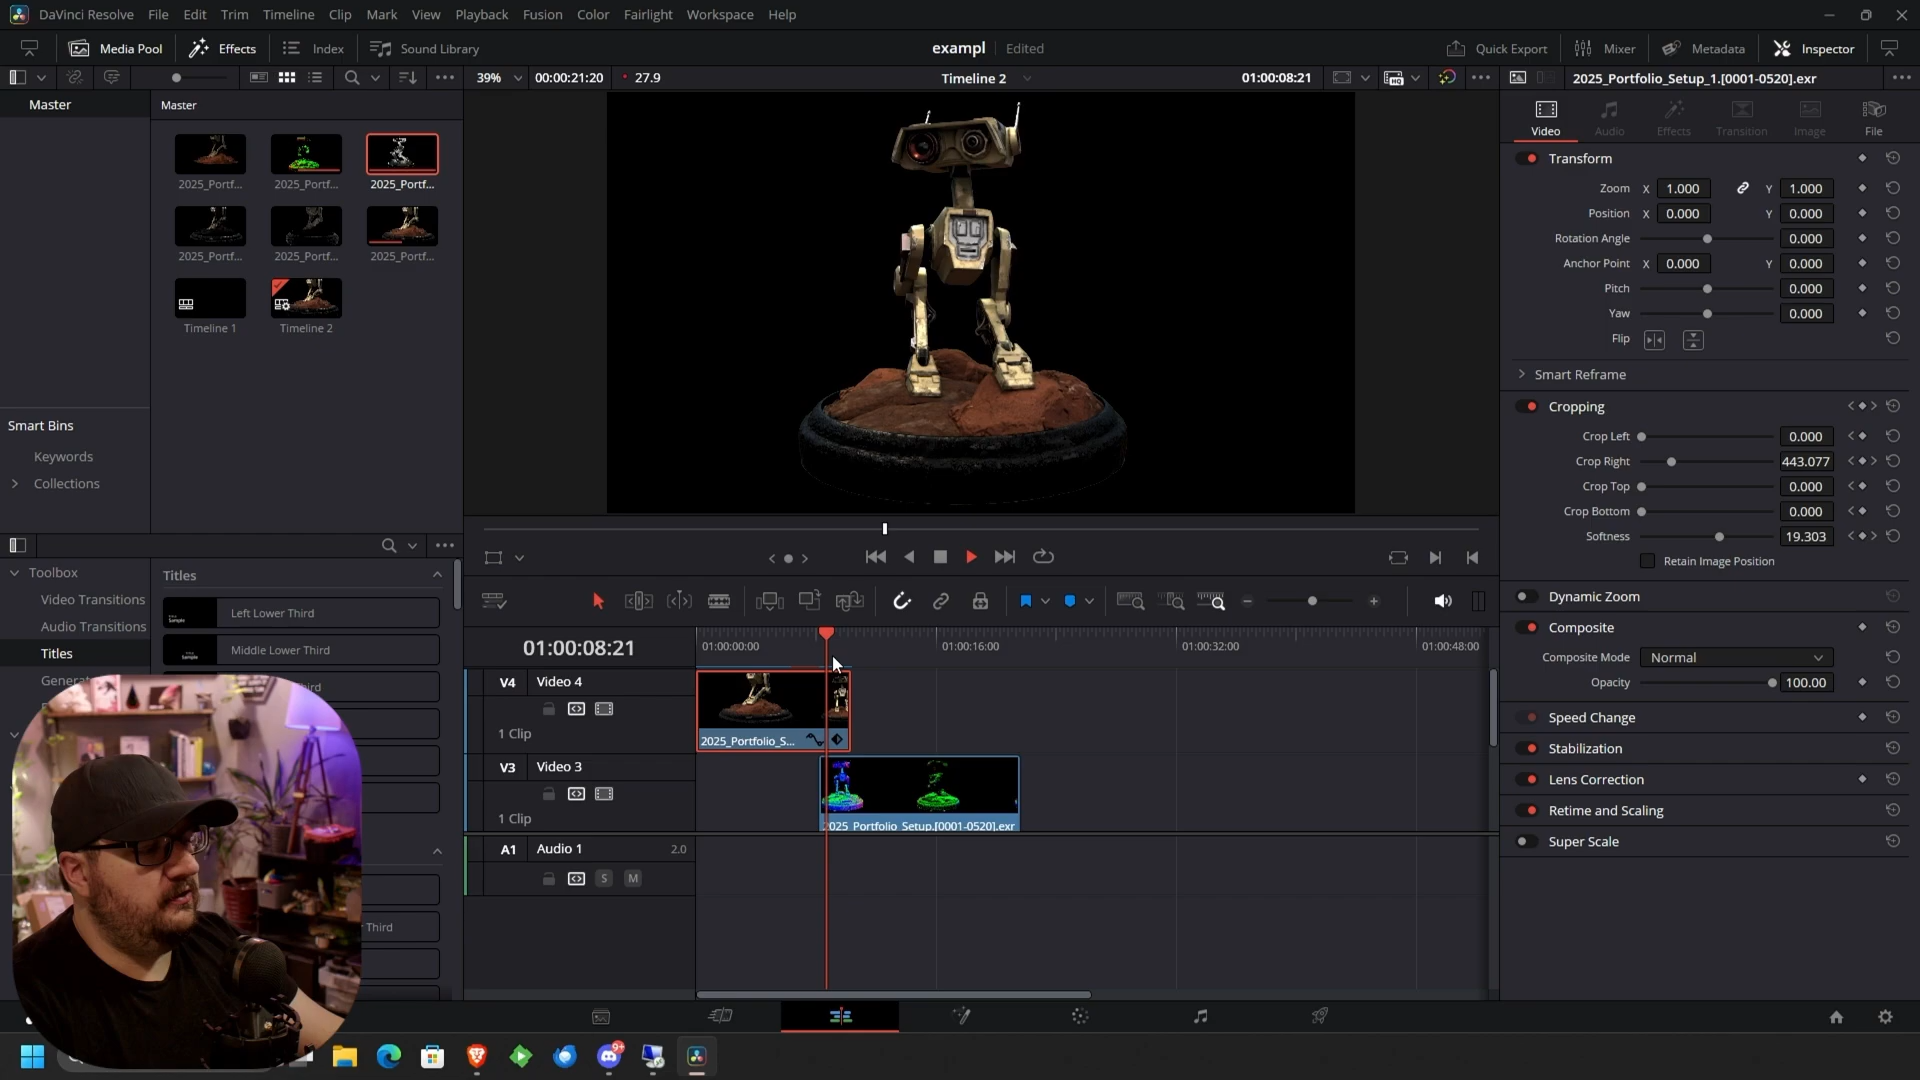 DaVinci Resolve File Edit Trim Timeline Clip Mark View Playback Fusion Color Fairlight Workspace Help
Media Pool Effects Index Sound Library exampl Edited Quick Export Mixer Metadata Inspector
39% 00:00:21:20 27.9 Timeline 2 01:00:08:21 2025_Portfolio_Setup_1.[0001-0520].exr
Master Master
2025_Portf... 2025_Portf... 2025_Portf...
2025_Portf... 2025_Portf... 2025_Portf...
Timeline 1 Timeline 2
Smart Bins
Keywords
Collections
Toolbox
Video Transitions
Audio Transitions
Titles
Titles
Left Lower Third
Middle Lower Third
Third
Video Audio Effects Transition Image File
Transform
Zoom X 1.000 Y 1.000
Position X 0.000 Y 0.000
Rotation Angle 0.000
Anchor Point X 0.000 Y 0.000
Pitch 0.000
Yaw 0.000
Flip
Smart Reframe
Cropping
Crop Left 0.000
Crop Right 443.077
Crop Top 0.000
Crop Bottom 0.000
Softness 19.303
Retain Image Position
Dynamic Zoom
Composite
Composite Mode Normal
Opacity 100.00
Speed Change
Stabilization
Lens Correction
Retime and Scaling
Super Scale
01:00:08:21 01:00:00:00 01:00:16:00 01:00:32:00 01:00:48:00
V4 Video 4
1 Clip 2025_Portfolio_S...
V3 Video 3
1 Clip 2025_Portfolio_Setup.[0001-0520].exr
A1 Audio 1 2.0
S M
9+